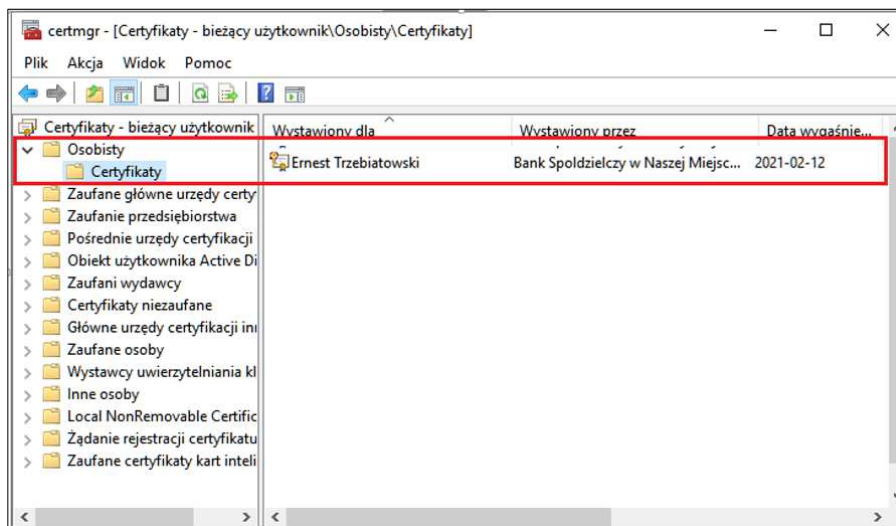 certmgr - [Certyfikaty - bieżący użytkownik\Osobisty\Certyfikaty]
Plik Akcja Widok Pomoc
Certyfikaty - bieżący użytkownik
Osobisty
Certyfikaty
Zaufane główne urzędy certy
Zaufanie przedsiębiorstwa
Pośrednie urzędy certyfikacji
Obiekt użytkownika Active Di
Zaufani wydawcy
Certyfikaty niezaufane
Główne urzędy certyfikacji inn
Zaufane osoby
Wystawcy uwierzytelniania kl
Inne osoby
Local NonRemovable Certific
Żądanie rejestracji certyfikatu
Zaufane certyfikaty kart inteli
Wystawiony dla Wystawiony przez Data wygaśnie...
Ernest Trzebiatowski Bank Spoldzielczy w Naszej Miejsc... 2021-02-12